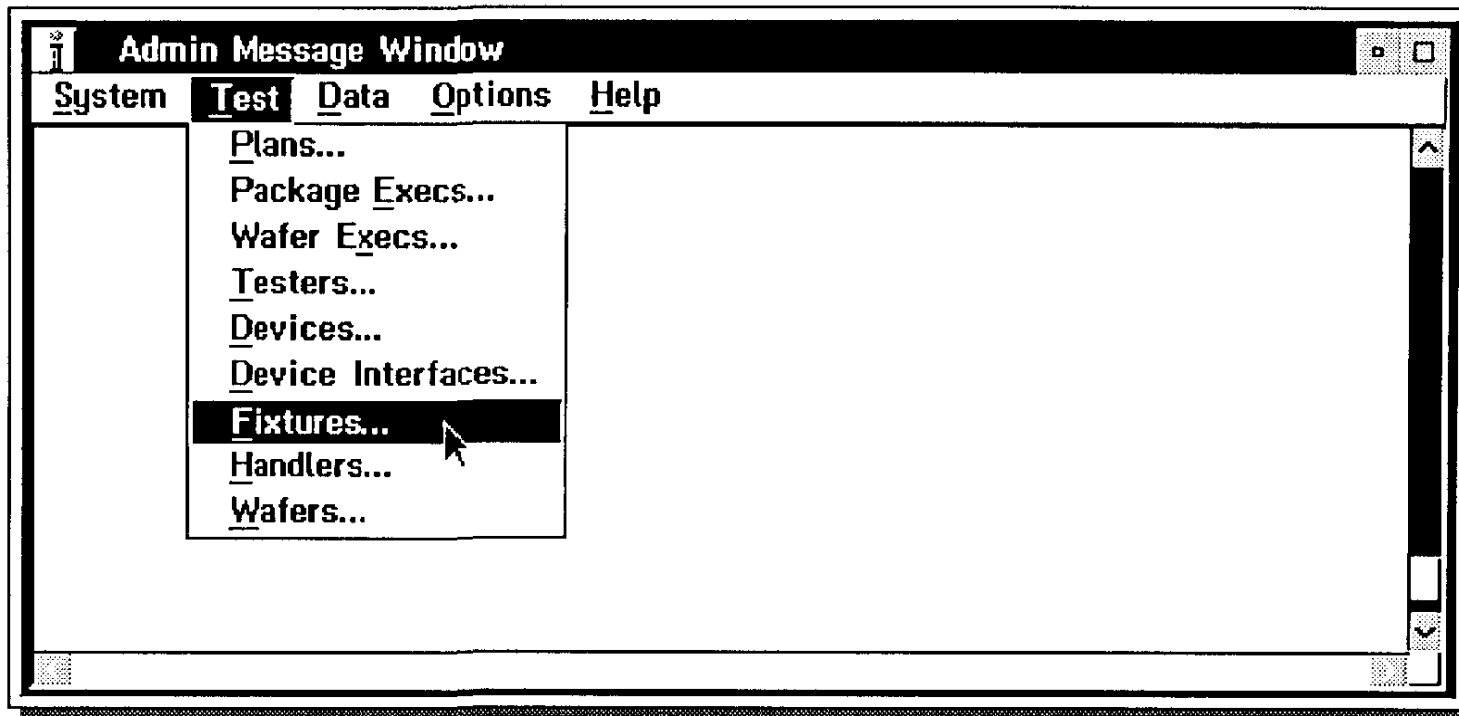 Admin Message Window
System Test Data Options Help
Plans...
Package Execs...
Wafer Execs...
Testers...
Devices...
Device Interfaces...
Fixtures...
Handlers...
Wafers...